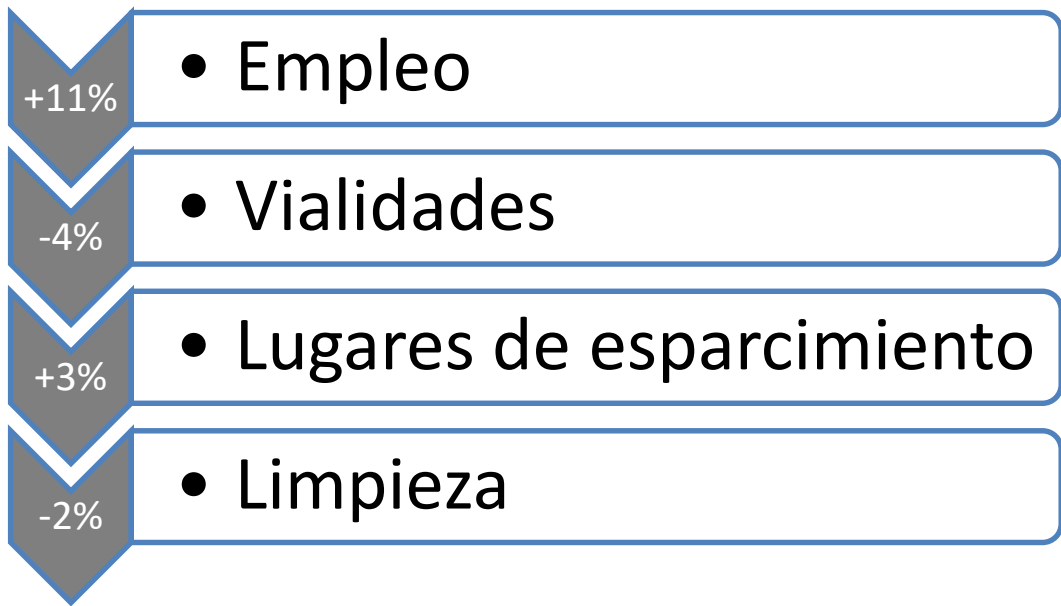 +11% • Empleo
-4% • Vialidades
+3% • Lugares de esparcimiento
-2% • Limpieza